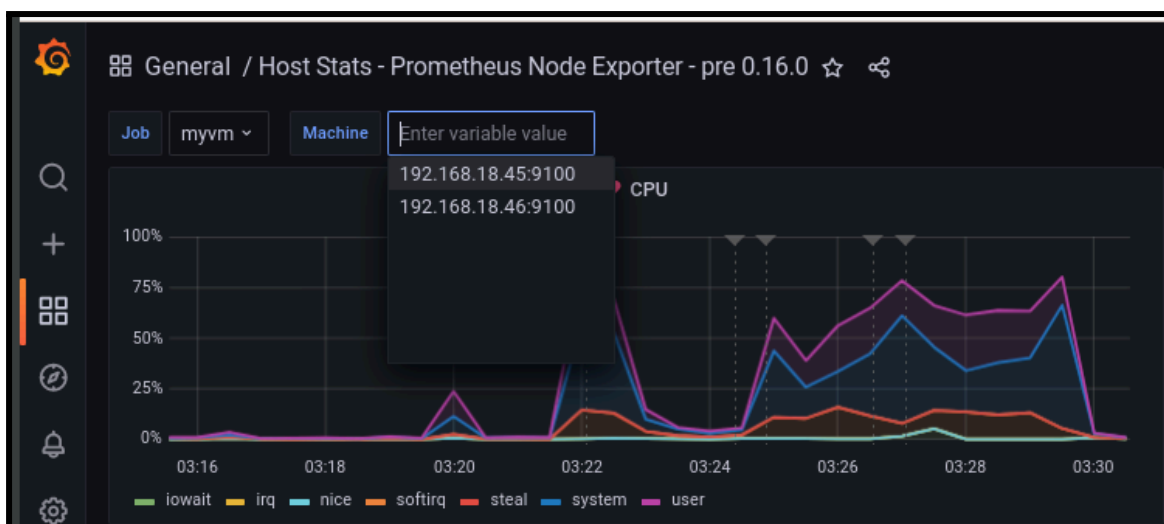 General / Host Stats - Prometheus Node Exporter - pre 0.16.0
Job myvm Machine Enter variable value
192.168.18.45:9100
192.168.18.46:9100
CPU
100%
75%
50%
25%
0%
03:16 03:18 03:20 03:22 03:24 03:26 03:28 03:30
iowait irq nice softirq steal system user